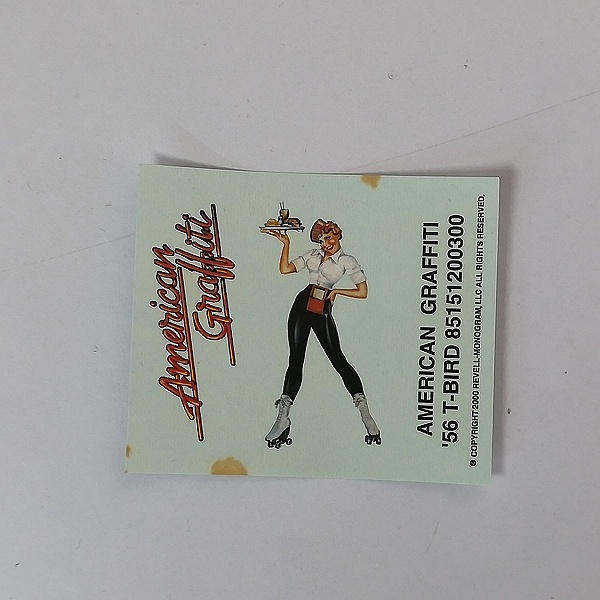 American
Graffiti
AMERICAN GRAFFITI
'56 T-BIRD 85151200300
© COPYRIGHT 2000 REVELL-MONOGRAM, LLC ALL RIGHTS RESERVED.